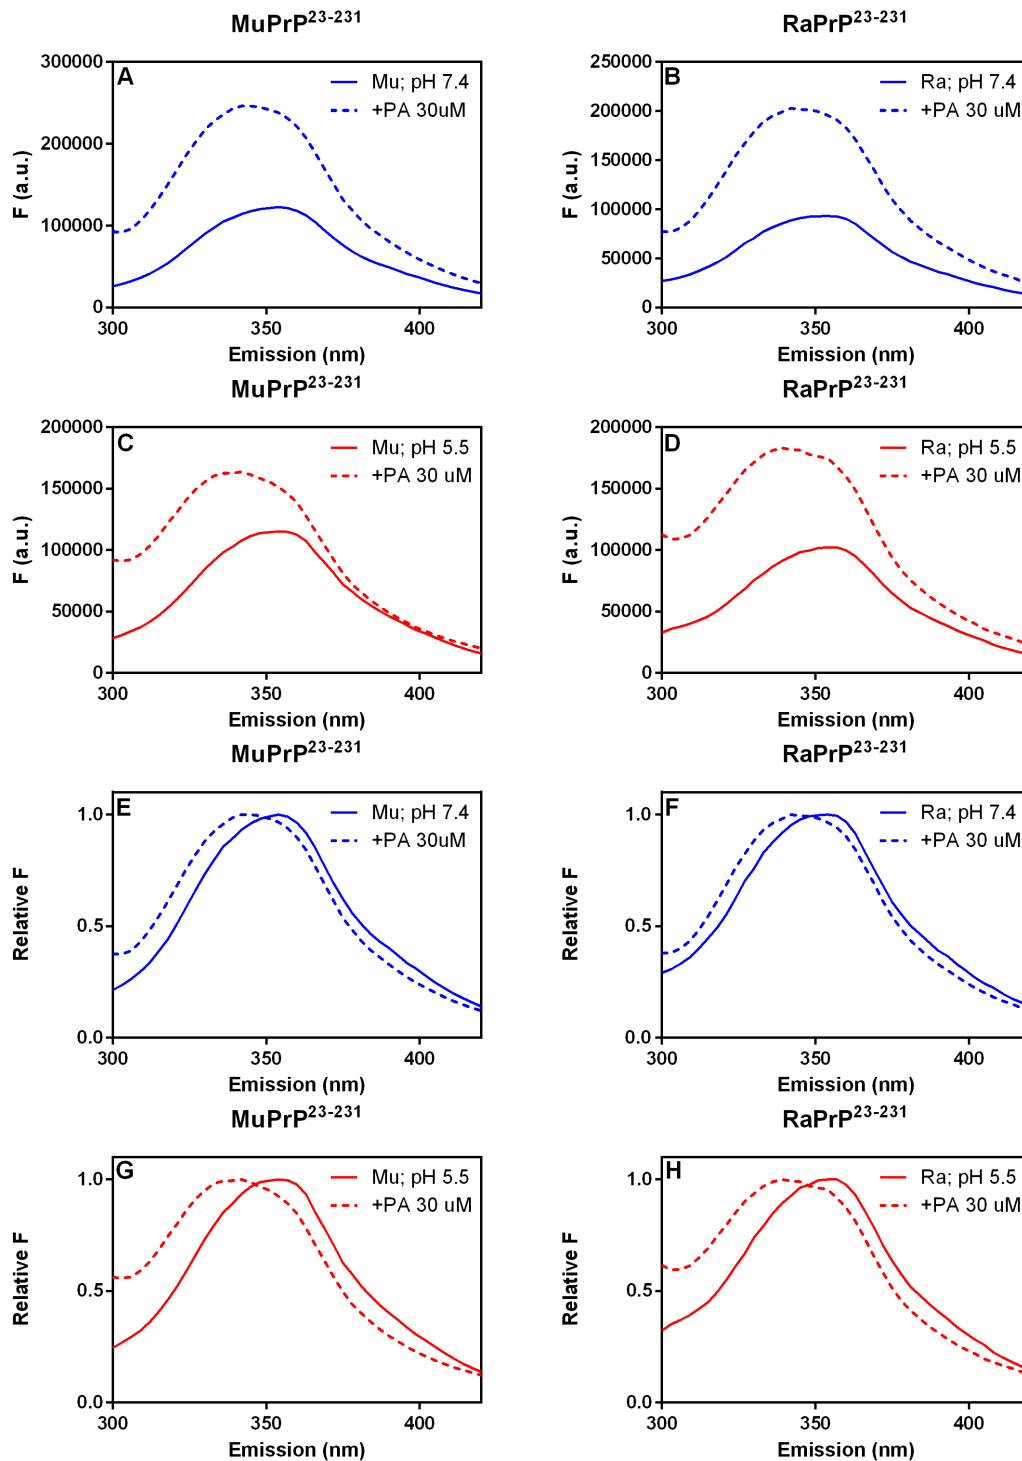 MuPrP23-231
A
Mu; pH 7.4
+PA 30uM
300000
200000
100000
0
F (a.u.)
300
350
400
Emission (nm)
RaPrP23-231
B
Ra; pH 7.4
+PA 30 uM
250000
200000
150000
100000
50000
0
F (a.u.)
300
350
400
Emission (nm)
MuPrP23-231
C
Mu; pH 5.5
+PA 30 uM
200000
150000
100000
50000
0
F (a.u.)
300
350
400
Emission (nm)
RaPrP23-231
D
Ra; pH 5.5
+PA 30 uM
200000
150000
100000
50000
0
F (a.u.)
300
350
400
Emission (nm)
MuPrP23-231
E
Mu; pH 7.4
+PA 30uM
1.0
0.5
0.0
Relative F
300
350
400
Emission (nm)
RaPrP23-231
F
Ra; pH 7.4
+PA 30 uM
1.0
0.5
0.0
Relative F
300
350
400
Emission (nm)
MuPrP23-231
G
Mu; pH 5.5
+PA 30 uM
1.0
0.5
0.0
Relative F
300
350
400
Emission (nm)
RaPrP23-231
H
Ra; pH 5.5
+PA 30 uM
1.0
0.5
0.0
Relative F
300
350
400
Emission (nm)